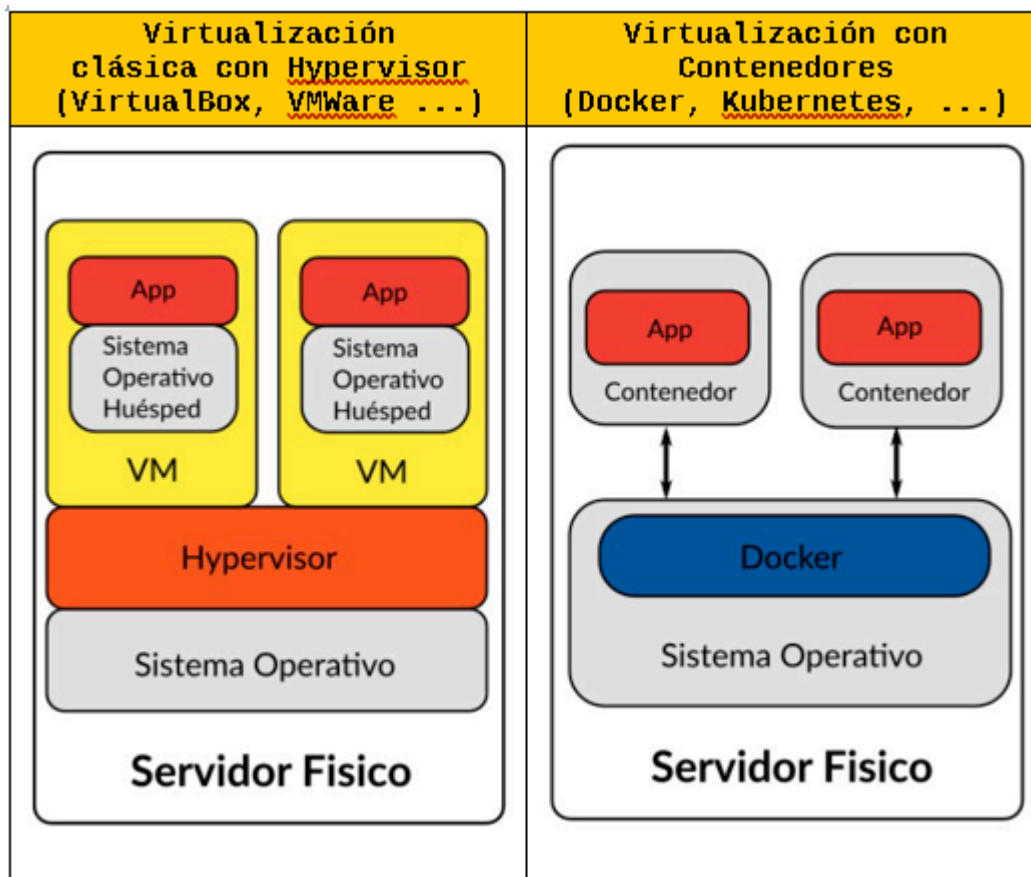 Virtualización
clásica con Hypervisor
(VirtualBox, VMWare ...)
Virtualización con
Contenedores
(Docker, Kubernetes, ...)
App
Sistema
Operativo
Huésped
VM
App
Sistema
Operativo
Huésped
VM
Hypervisor
Sistema Operativo
Servidor Fisico
App
Contenedor
App
Contenedor
Docker
Sistema Operativo
Servidor Fisico